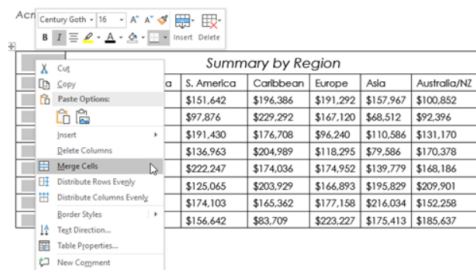 Acr
Century Goth 16
B I Insert Delete
Summary by Region
a S. America Caribbean Europe Asia Australia/NZ
$151,642 $196,386 $191,292 $157,967 $100,852
$97,876 $229,292 $167,120 $68,512 $92,396
$191,430 $176,708 $96,240 $110,586 $131,170
$136,963 $204,989 $118,295 $79,586 $170,378
$222,247 $174,036 $174,952 $139,779 $168,186
$125,065 $203,929 $166,893 $195,829 $209,901
$174,103 $165,362 $177,158 $216,034 $152,258
$156,642 $83,709 $223,227 $175,413 $185,637
Cut
Copy
Paste Options:
Insert
Delete Columns
Merge Cells
Distribute Rows Evenly
Distribute Columns Evenly
Border Styles
Text Direction...
Table Properties...
New Comment